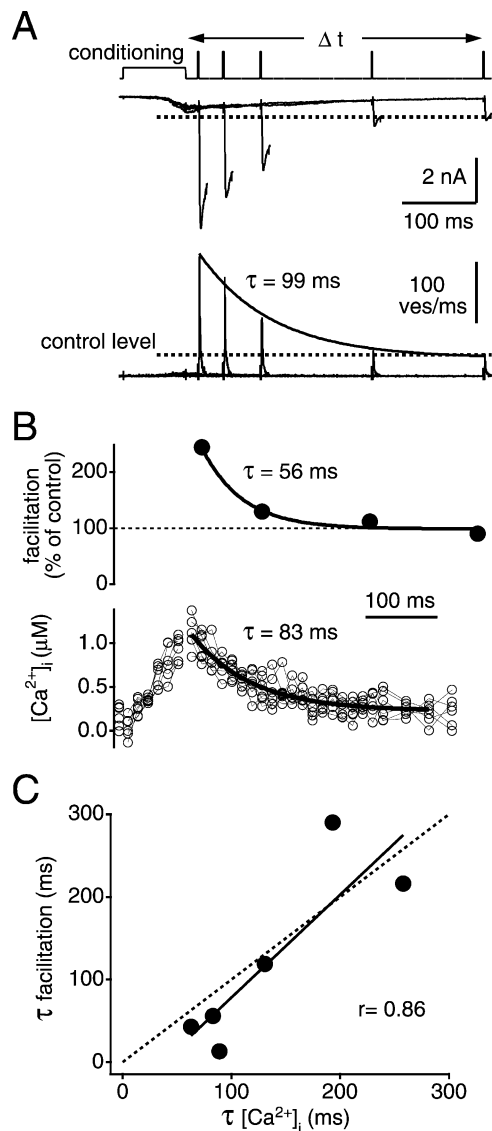 A
Δ t
conditioning
2 nA
100 ms
τ = 99 ms
100
ves/ms
control level
B
facilitation
(% of control)
200
100
0
τ = 56 ms
100 ms
[Ca²⁺]ᵢ (μM)
1.0
0.5
0.0
τ = 83 ms
C
τ facilitation (ms)
300
200
100
0
r= 0.86
0
100
200
300
τ [Ca²⁺]ᵢ (ms)